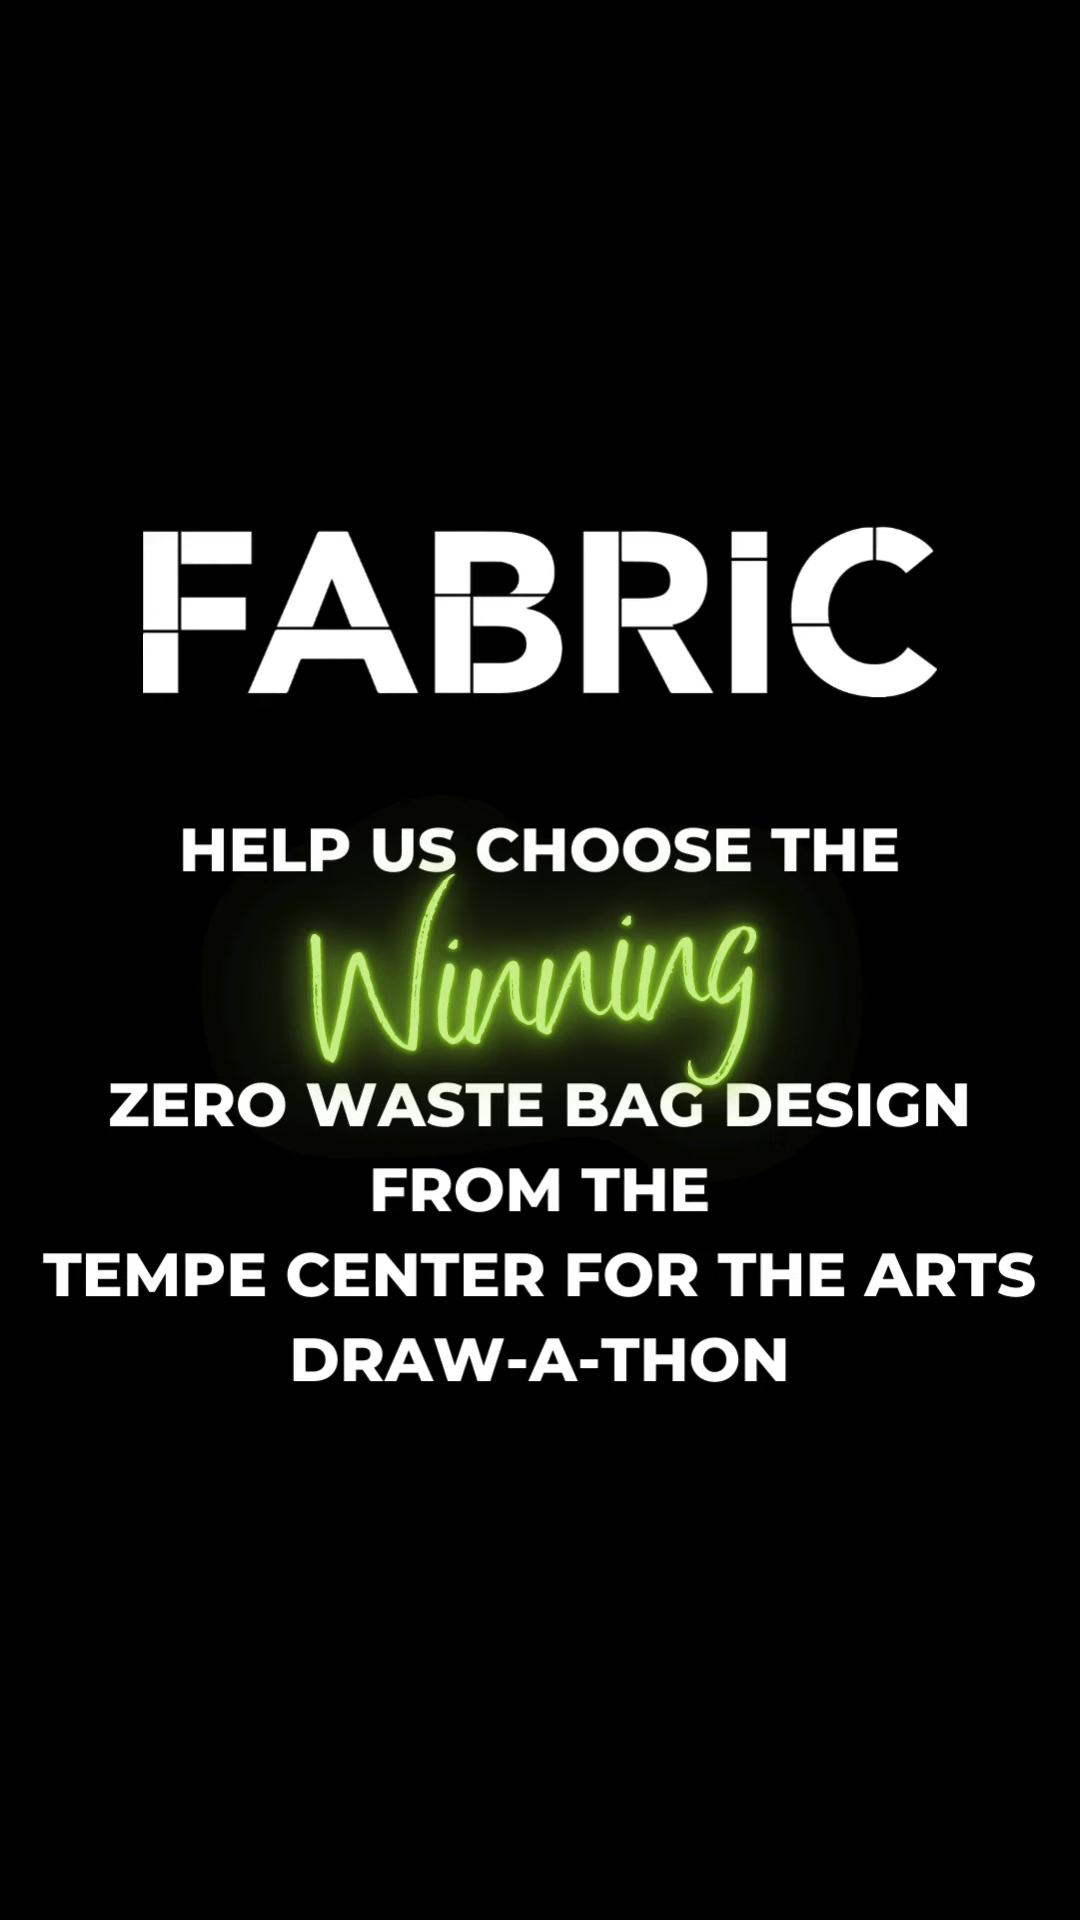 FABRiC
HELP US CHOOSE THE
Winning
ZERO WASTE BAG DESIGN
FROM THE
TEMPE CENTER FOR THE ARTS
DRAW-A-THON